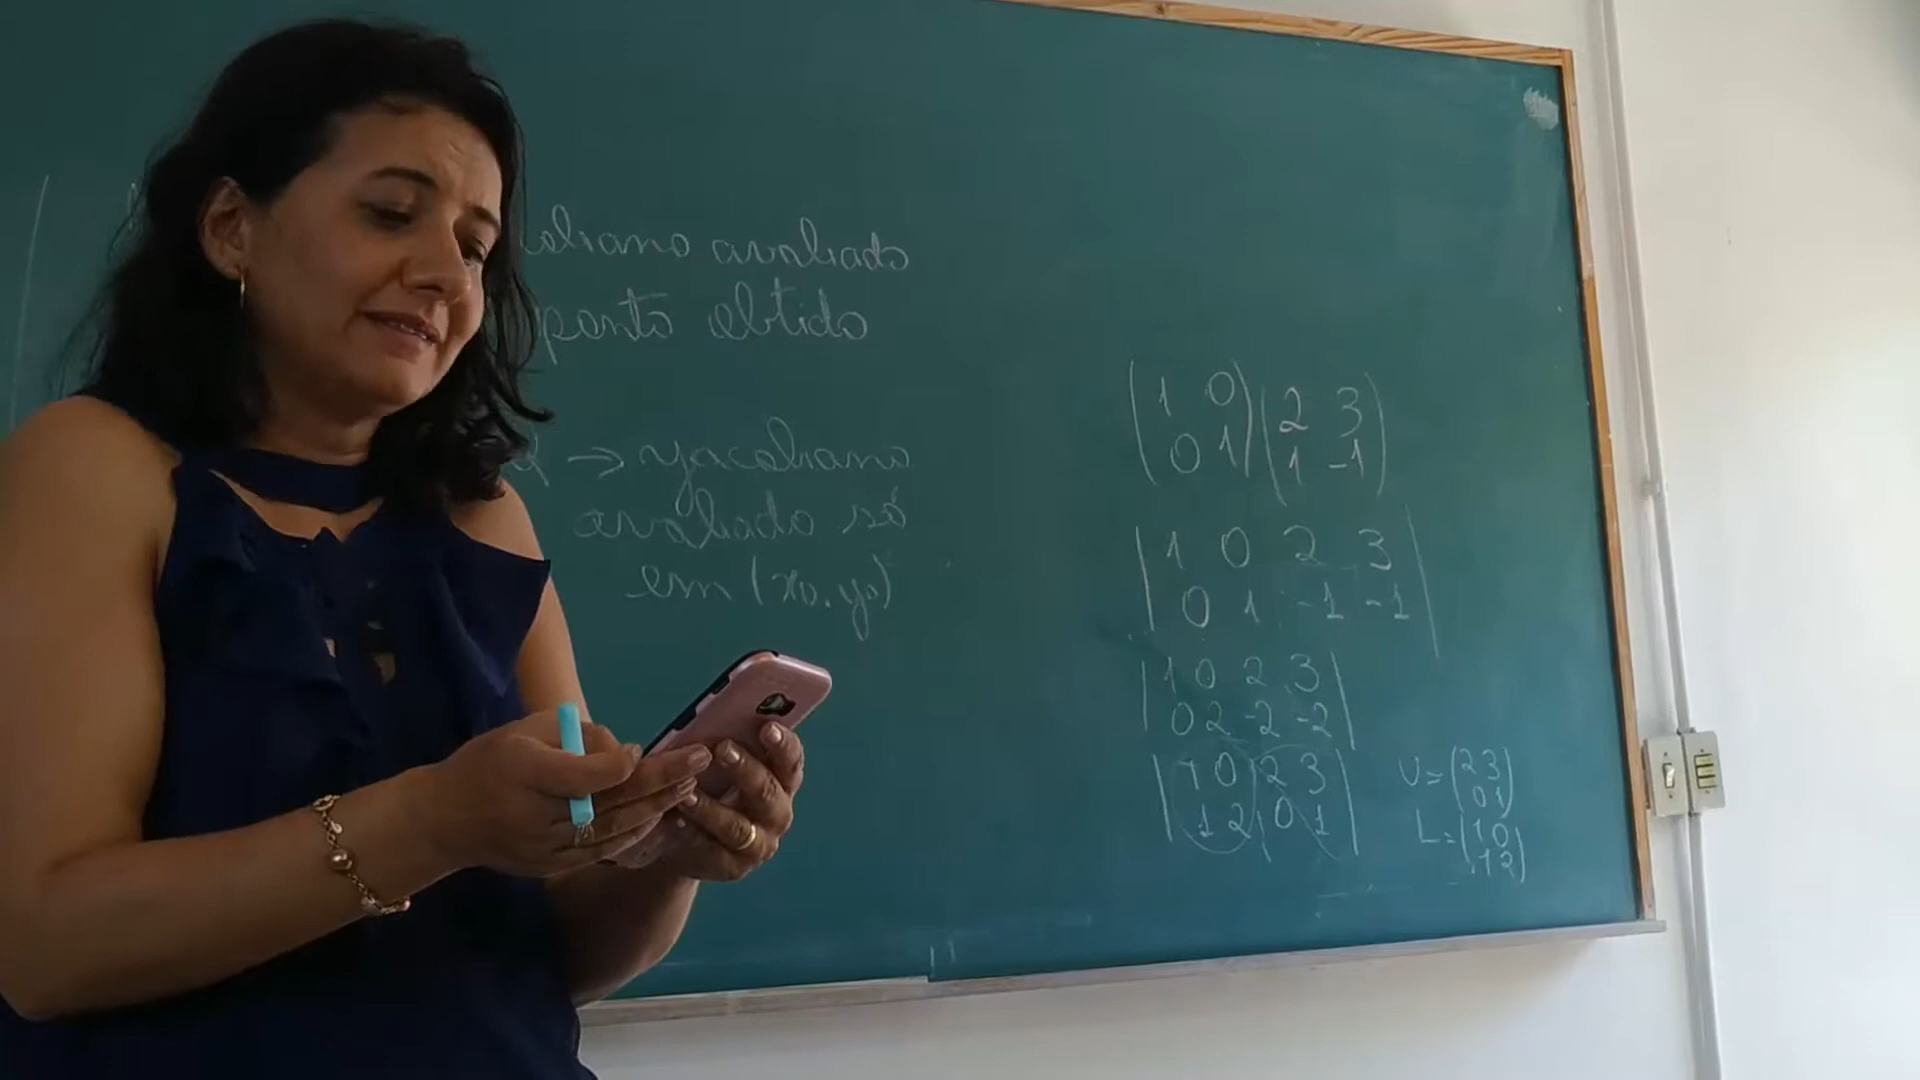 coliano avaliado
ponto obtido
→ yacoliano
avaliado só
em (x₀, y₀)
(1 0) (2 3)
(0 1) (1 -1)
| 1 0 2 3 |
| 0 1 -1 -1 |
| 1 0 2 3 |
| 0 2 -2 -2 |
| 1 0 | 2 3 |
| 1 2 | 0 1 |
U = (2 3)
(0 1)
L = (1 0)
(1 2)